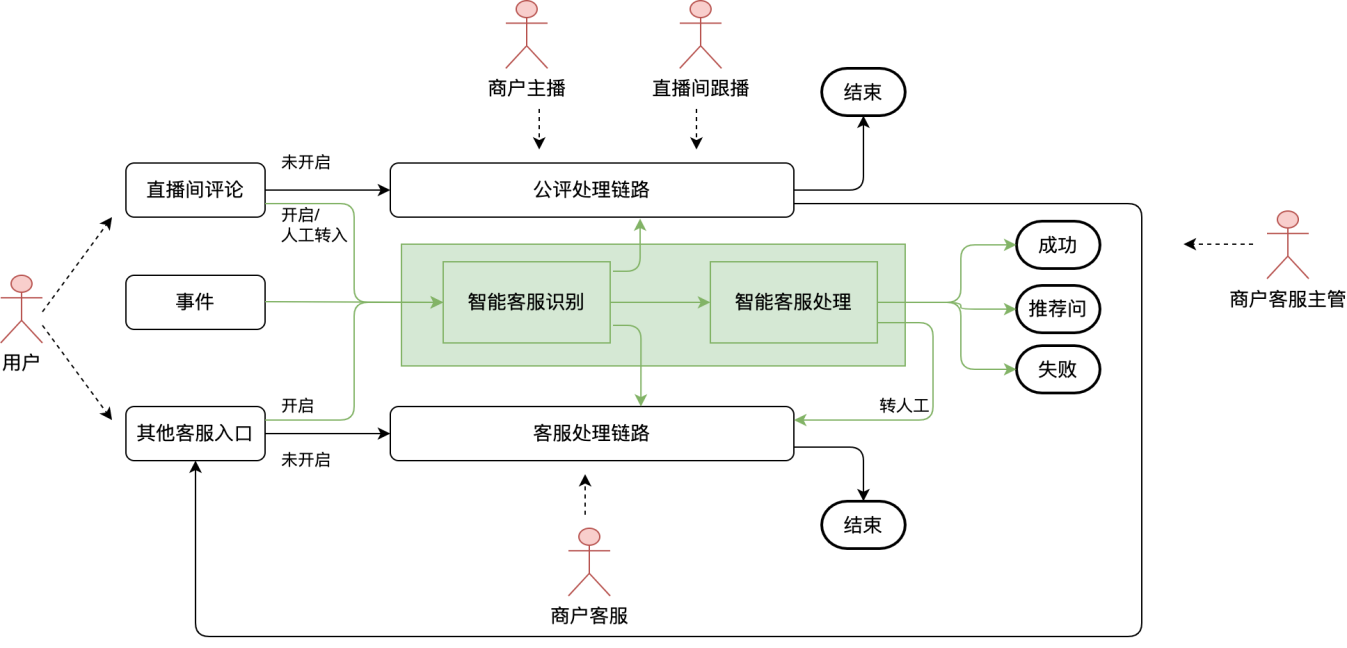 商户主播
直播间跟播
结束
未开启
直播间评论
公评处理链路
开启/
人工转入
成功
事件
智能客服识别
智能客服处理
推荐问
商户客服主管
用户
失败
开启
转人工
其他客服入口
客服处理链路
未开启
结束
商户客服